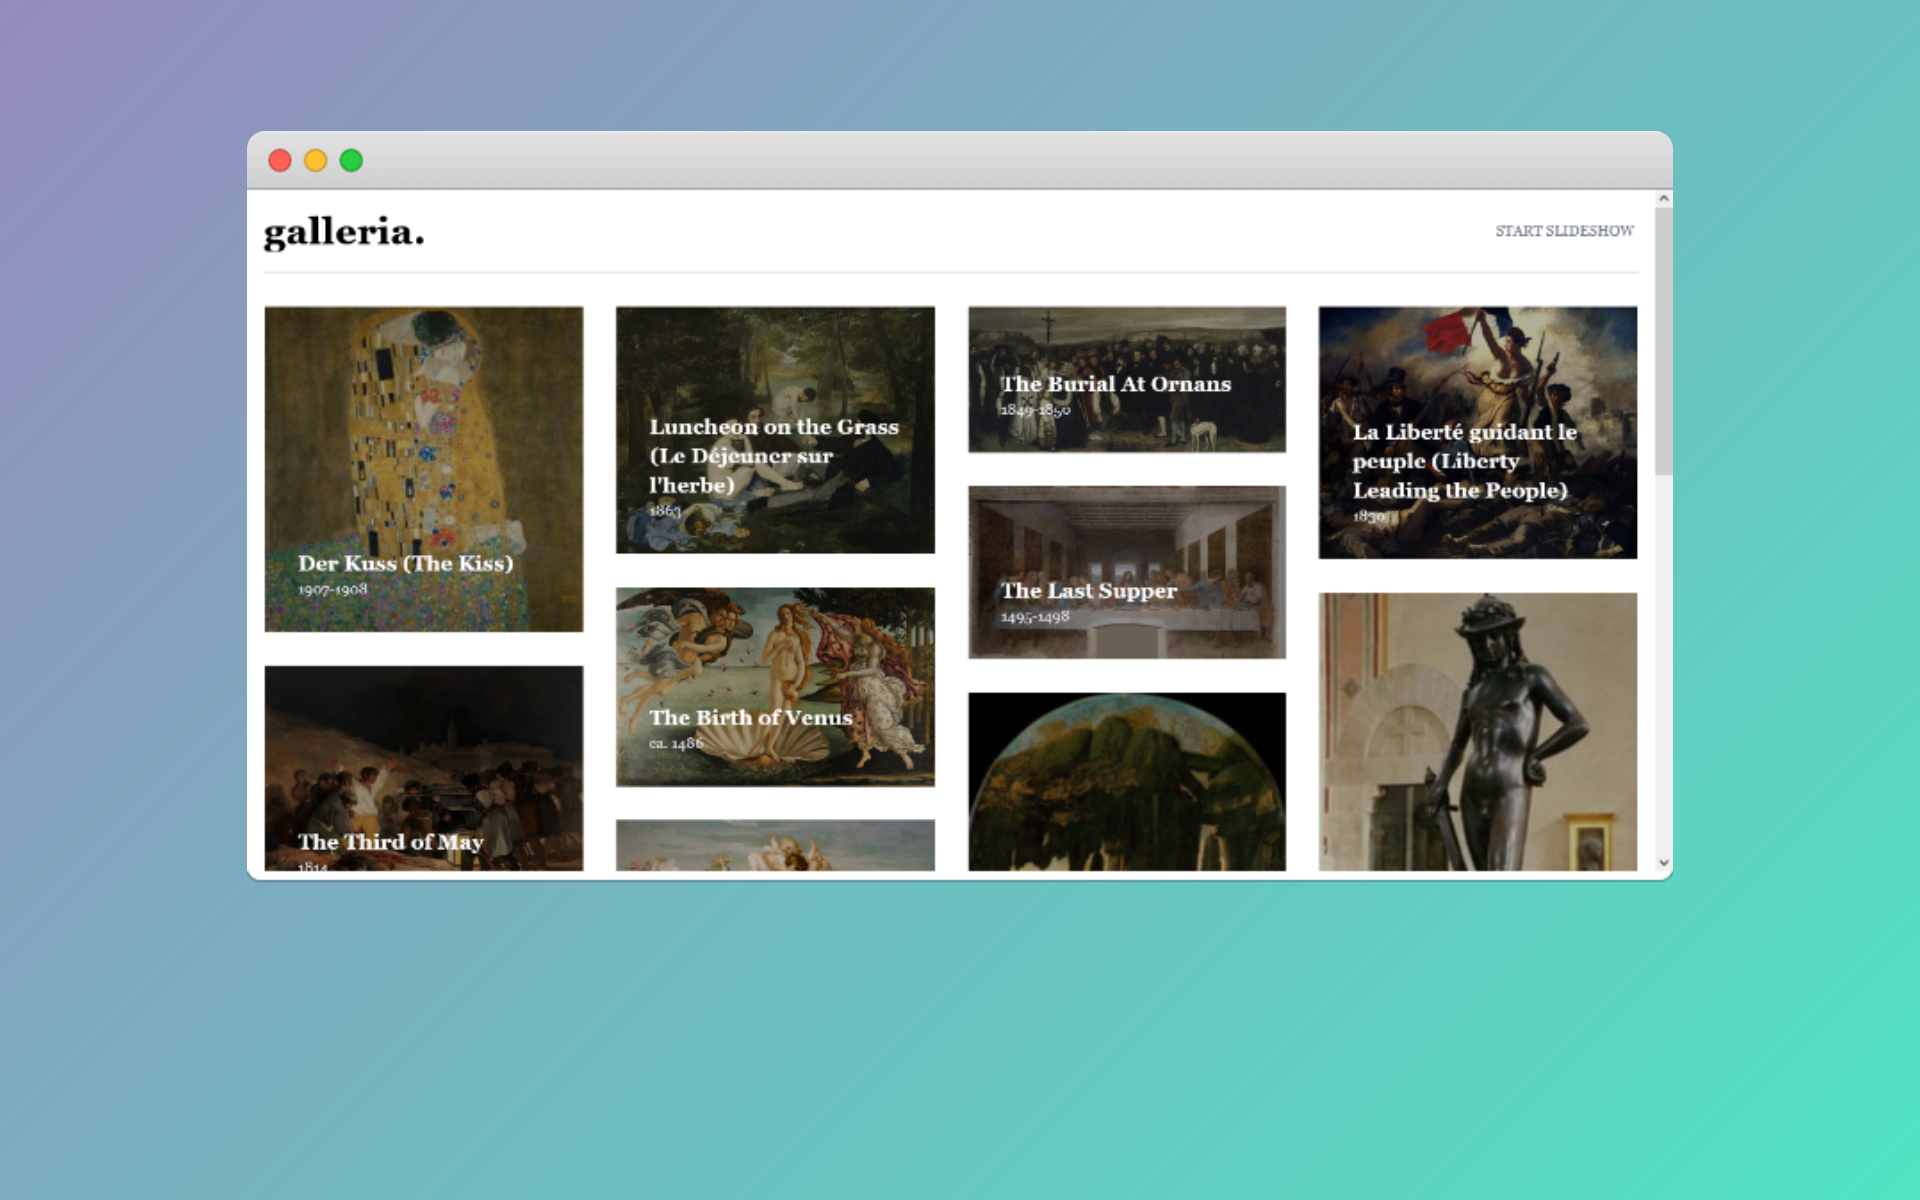 galleria.
START SLIDESHOW
Der Kuss (The Kiss)
1907-1908
The Third of May
1814
Luncheon on the Grass
(Le Déjeuner sur
l'herbe)
1863
The Birth of Venus
ca. 1486
The Burial At Ornans
1849-1850
The Last Supper
1495-1498
La Liberté guidant le
peuple (Liberty
Leading the People)
1830